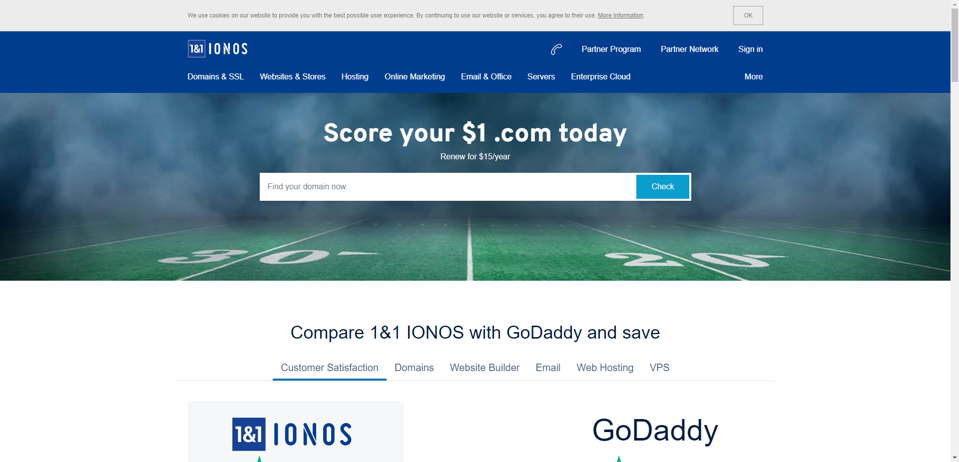 We use cookies on our website to provide you with the best possible user experience. By continuing to use our website or services, you agree to their use. More Information.
OK
1&1 IONOS
Partner Program Partner Network Sign in
Domains & SSL Websites & Stores Hosting Online Marketing Email & Office Servers Enterprise Cloud More
Score your $1 .com today
Renew for $15/year
Find your domain now Check
30 20
Compare 1&1 IONOS with GoDaddy and save
Customer Satisfaction Domains Website Builder Email Web Hosting VPS
1&1 IONOS GoDaddy